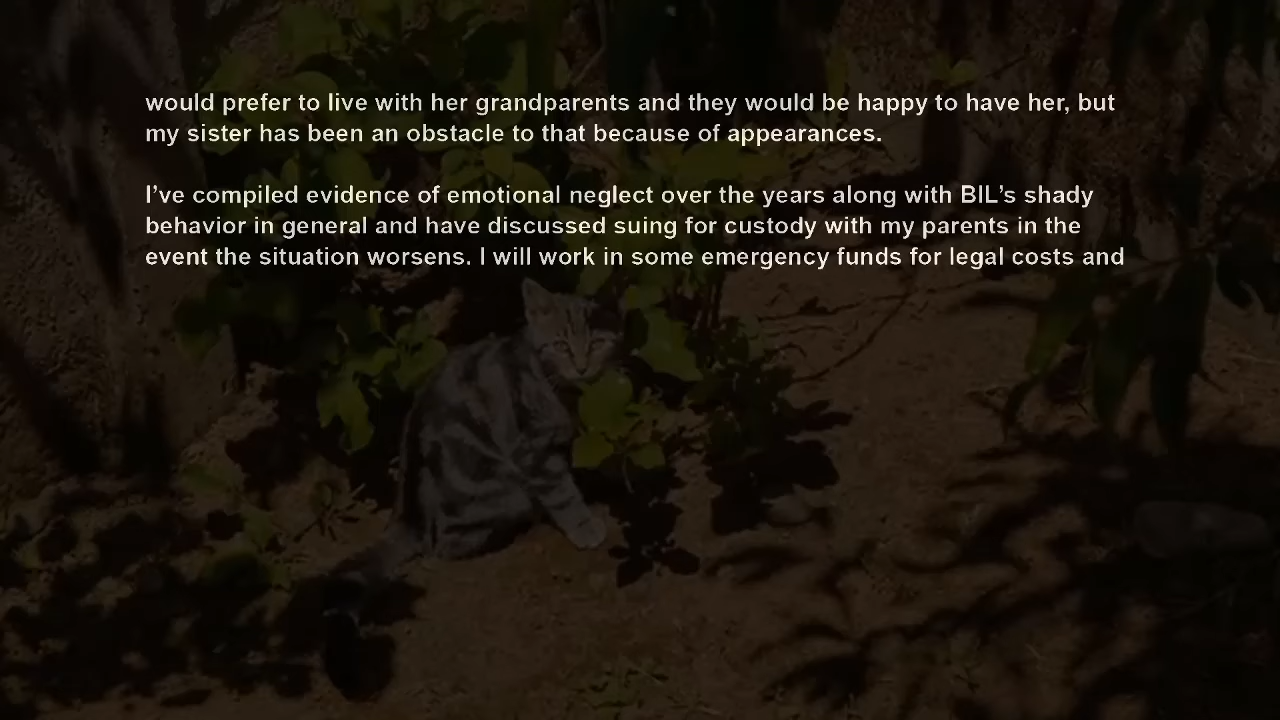 would prefer to live with her grandparents and they would be happy to have her, but
my sister has been an obstacle to that because of appearances.
I’ve compiled evidence of emotional neglect over the years along with BIL’s shady
behavior in general and have discussed suing for custody with my parents in the
event the situation worsens. I will work in some emergency funds for legal costs and